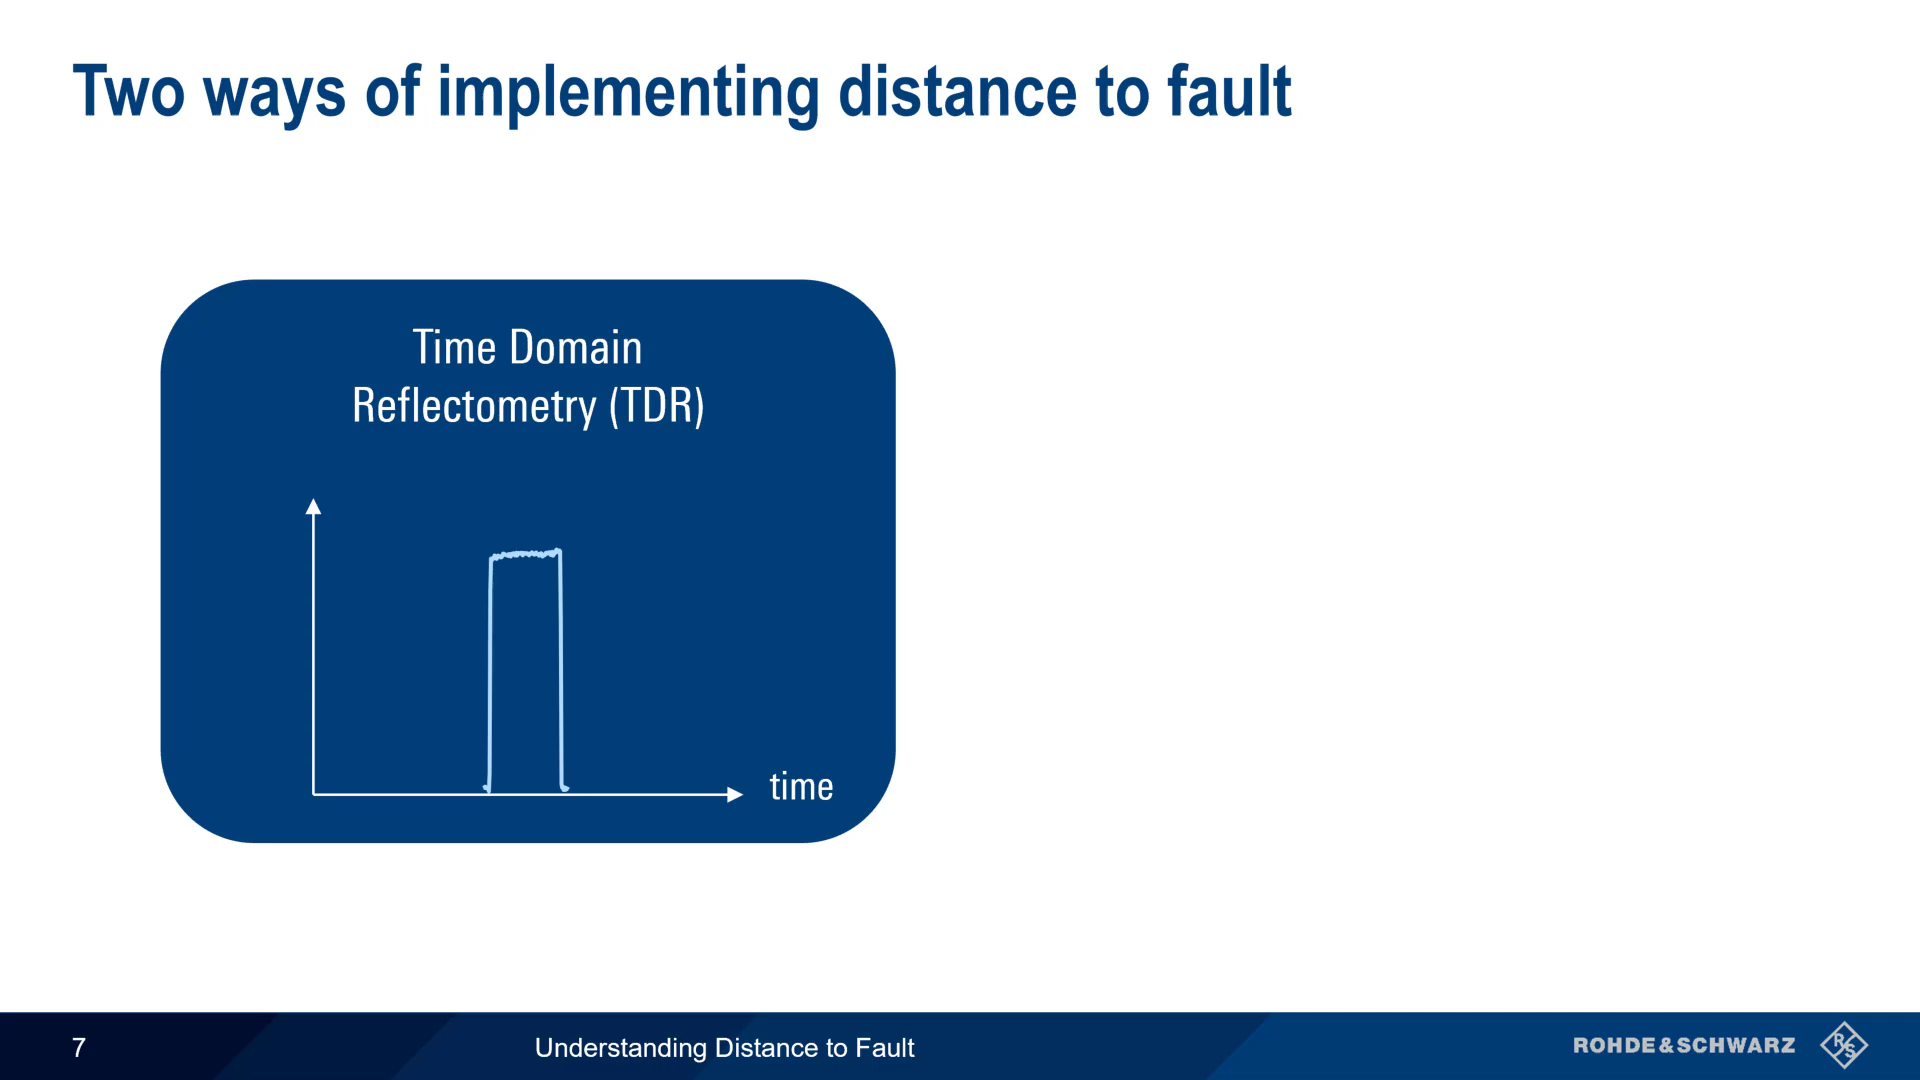 Two ways of implementing distance to fault
Time Domain
Reflectometry (TDR)
time
7
Understanding Distance to Fault
ROHDE&SCHWARZ
R
S